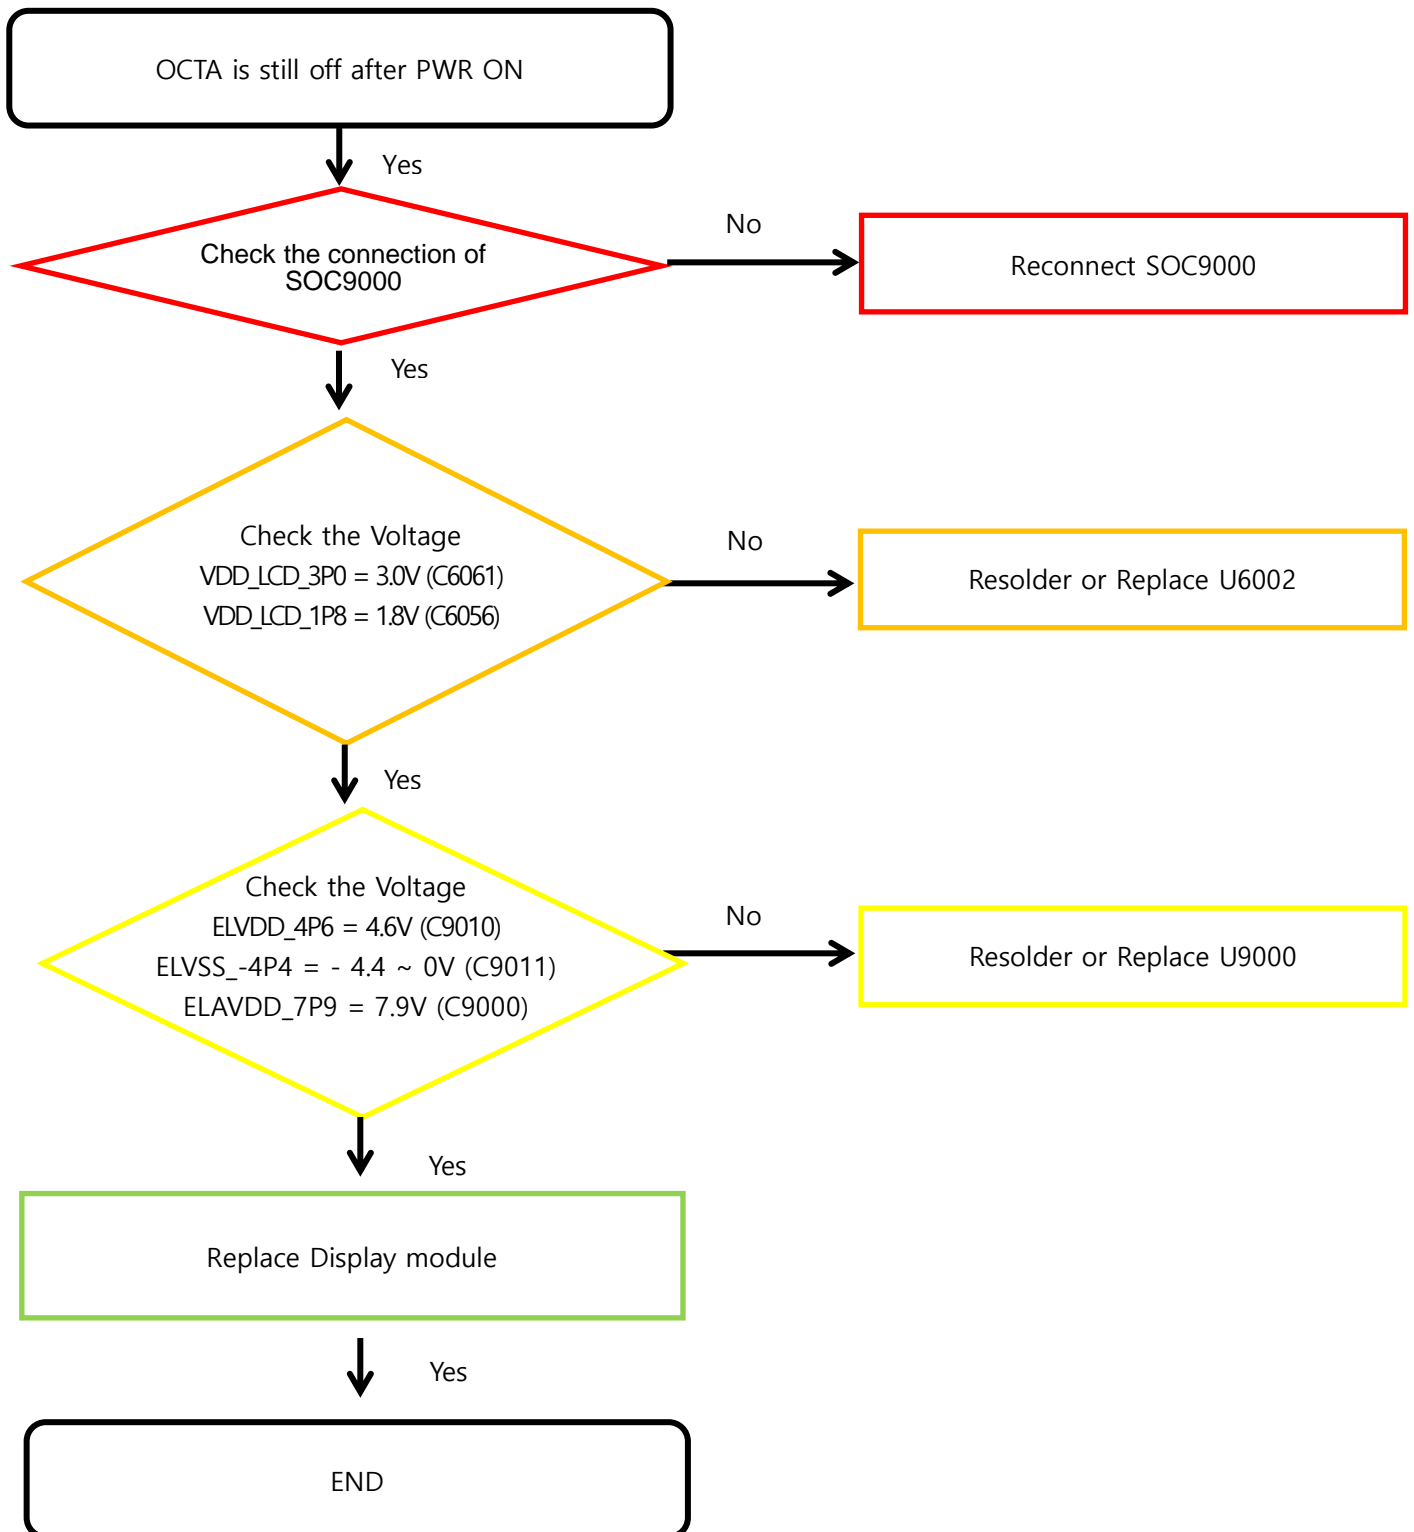 OCTA is still off after PWR ON
Yes
Check the connection of
SOC9000
No
Reconnect SOC9000
Yes
Check the Voltage
VDD_LCD_3P0 = 3.0V (C6061)
VDD_LCD_1P8 = 1.8V (C6056)
No
Resolder or Replace U6002
Yes
Check the Voltage
ELVDD_4P6 = 4.6V (C9010)
ELVSS_-4P4 = - 4.4 ~ 0V (C9011)
ELAVDD_7P9 = 7.9V (C9000)
No
Resolder or Replace U9000
Yes
Replace Display module
Yes
END